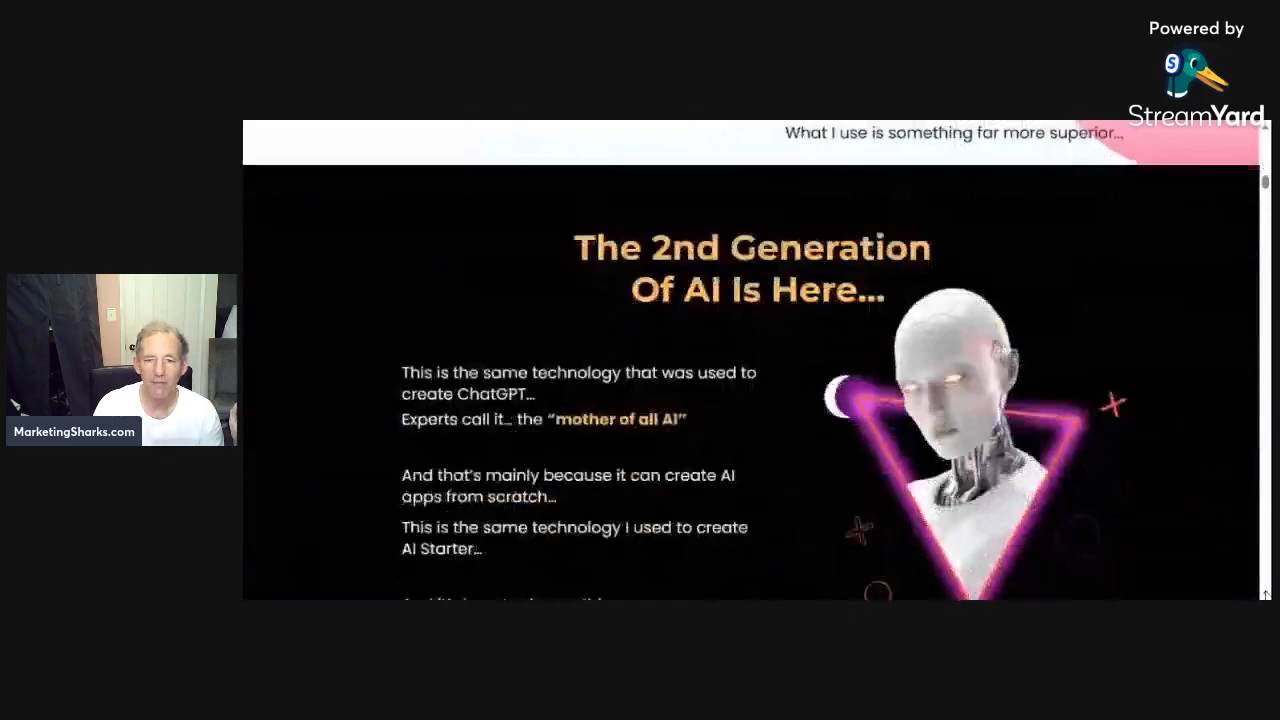 Powered by
StreamYard
What I use is something far more superior...
The 2nd Generation
Of AI Is Here...
This is the same technology that was used to
create ChatGPT...
Experts call it... the “mother of all AI”
And that's mainly because it can create AI
apps from scratch...
This is the same technology I used to create
AI Starter...
MarketingSharks.com